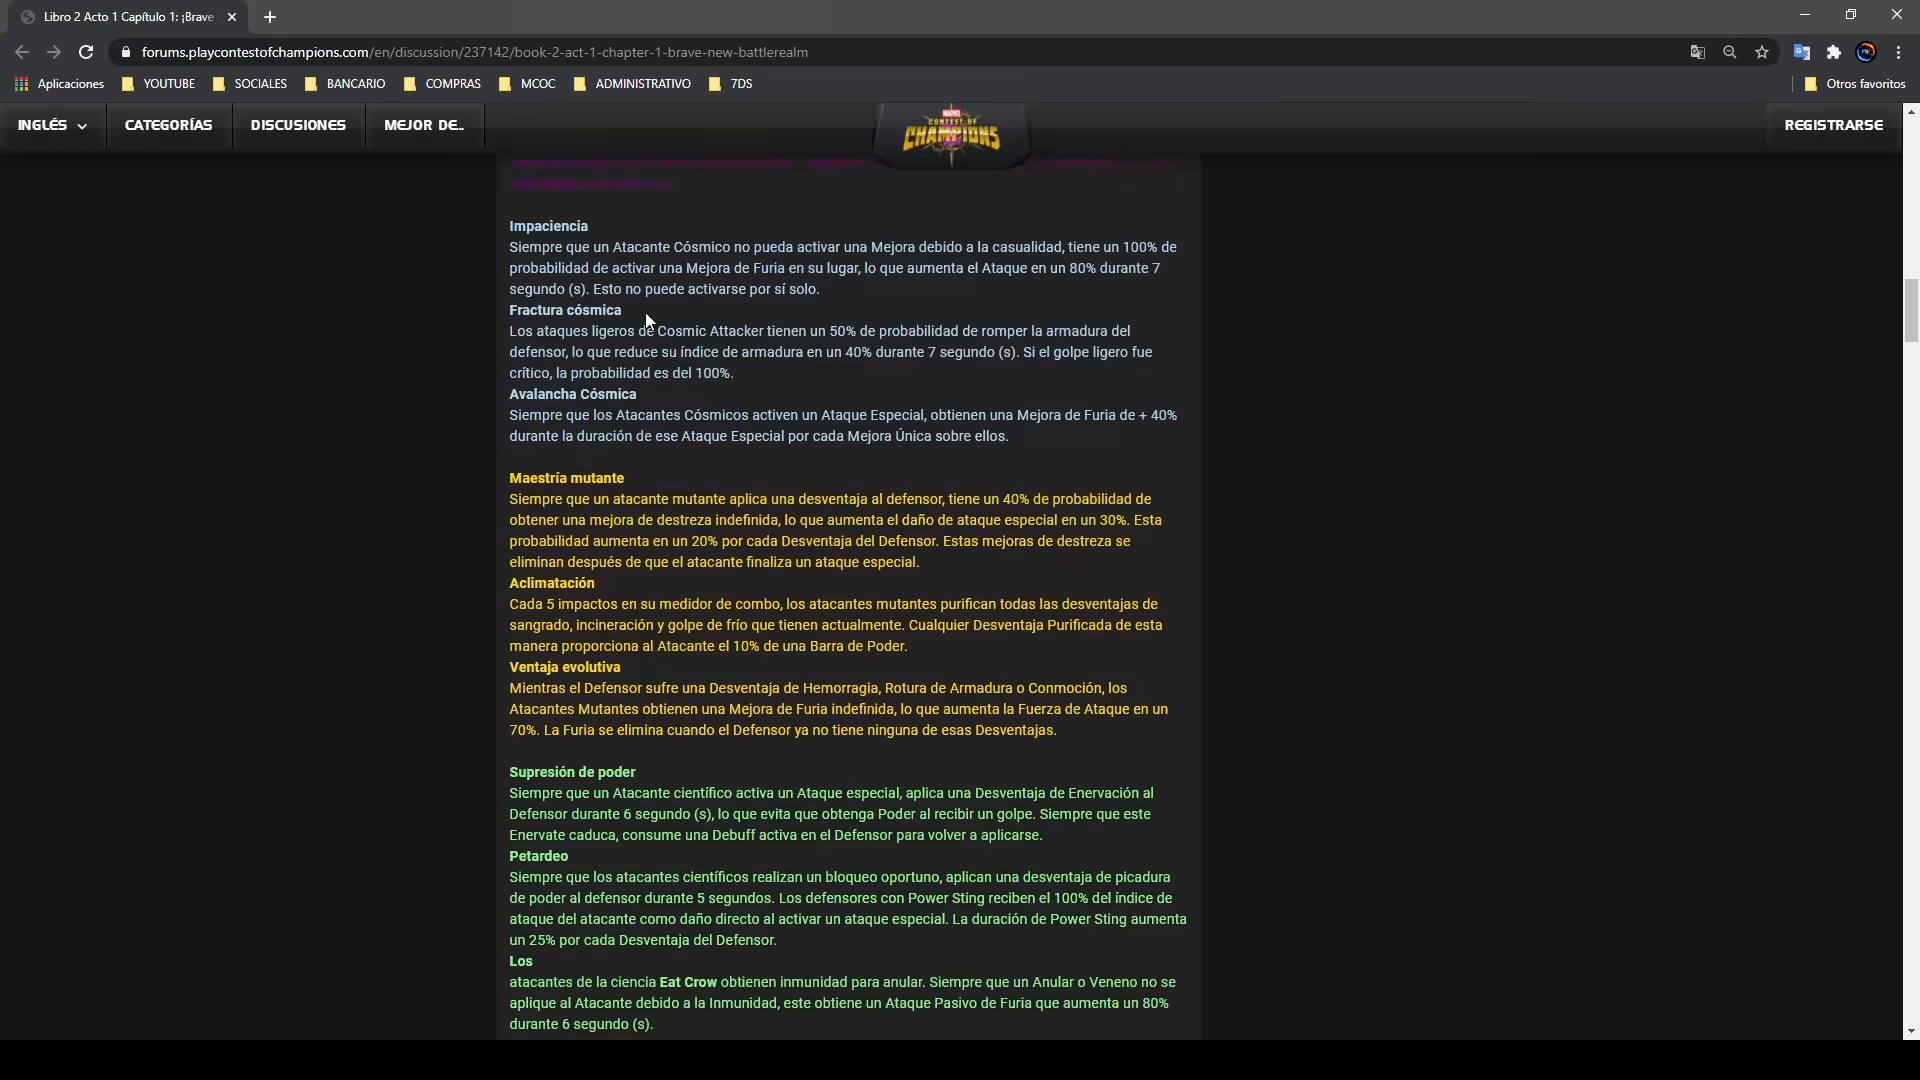 Libro 2 Acto 1 Capítulo 1: ¡Brave
forums.playcontestofchampions.com/en/discussion/237142/book-2-act-1-chapter-1-brave-new-battlerealm
Aplicaciones YOUTUBE SOCIALES BANCARIO COMPRAS MCOC ADMINISTRATIVO 7DS Otros favoritos
INGLÉS CATEGORÍAS DISCUSIONES MEJOR DE.. MARVEL CONTEST OF CHAMPIONS REGISTRARSE
Impaciencia
Siempre que un Atacante Cósmico no pueda activar una Mejora debido a la casualidad, tiene un 100% de
probabilidad de activar una Mejora de Furia en su lugar, lo que aumenta el Ataque en un 80% durante 7
segundo (s). Esto no puede activarse por sí solo.
Fractura cósmica
Los ataques ligeros de Cosmic Attacker tienen un 50% de probabilidad de romper la armadura del
defensor, lo que reduce su índice de armadura en un 40% durante 7 segundo (s). Si el golpe ligero fue
crítico, la probabilidad es del 100%.
Avalancha Cósmica
Siempre que los Atacantes Cósmicos activen un Ataque Especial, obtienen una Mejora de Furia de + 40%
durante la duración de ese Ataque Especial por cada Mejora Única sobre ellos.
Maestría mutante
Siempre que un atacante mutante aplica una desventaja al defensor, tiene un 40% de probabilidad de
obtener una mejora de destreza indefinida, lo que aumenta el daño de ataque especial en un 30%. Esta
probabilidad aumenta en un 20% por cada Desventaja del Defensor. Estas mejoras de destreza se
eliminan después de que el atacante finaliza un ataque especial.
Aclimatación
Cada 5 impactos en su medidor de combo, los atacantes mutantes purifican todas las desventajas de
sangrado, incineración y golpe de frío que tienen actualmente. Cualquier Desventaja Purificada de esta
manera proporciona al Atacante el 10% de una Barra de Poder.
Ventaja evolutiva
Mientras el Defensor sufre una Desventaja de Hemorragia, Rotura de Armadura o Conmoción, los
Atacantes Mutantes obtienen una Mejora de Furia indefinida, lo que aumenta la Fuerza de Ataque en un
70%. La Furia se elimina cuando el Defensor ya no tiene ninguna de esas Desventajas.
Supresión de poder
Siempre que un Atacante científico activa un Ataque especial, aplica una Desventaja de Enervación al
Defensor durante 6 segundo (s), lo que evita que obtenga Poder al recibir un golpe. Siempre que este
Enervate caduca, consume una Debuff activa en el Defensor para volver a aplicarse.
Petardeo
Siempre que los atacantes científicos realizan un bloqueo oportuno, aplican una desventaja de picadura
de poder al defensor durante 5 segundos. Los defensores con Power Sting reciben el 100% del índice de
ataque del atacante como daño directo al activar un ataque especial. La duración de Power Sting aumenta
un 25% por cada Desventaja del Defensor.
Los
atacantes de la ciencia Eat Crow obtienen inmunidad para anular. Siempre que un Anular o Veneno no se
aplique al Atacante debido a la Inmunidad, este obtiene un Ataque Pasivo de Furia que aumenta un 80%
durante 6 segundo (s).